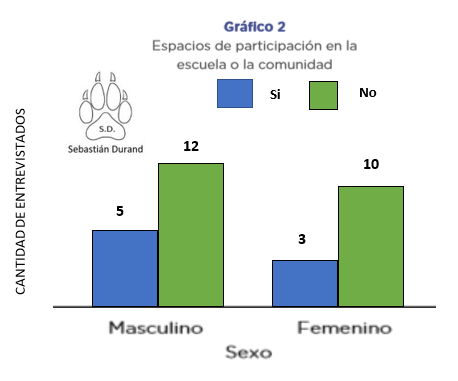 Gráfico 2
Espacios de participación en la
escuela o la comunidad
Si
No
S.D.
Sebastián Durand
CANTIDAD DE ENTREVISTADOS
5
12
3
10
Masculino
Femenino
Sexo